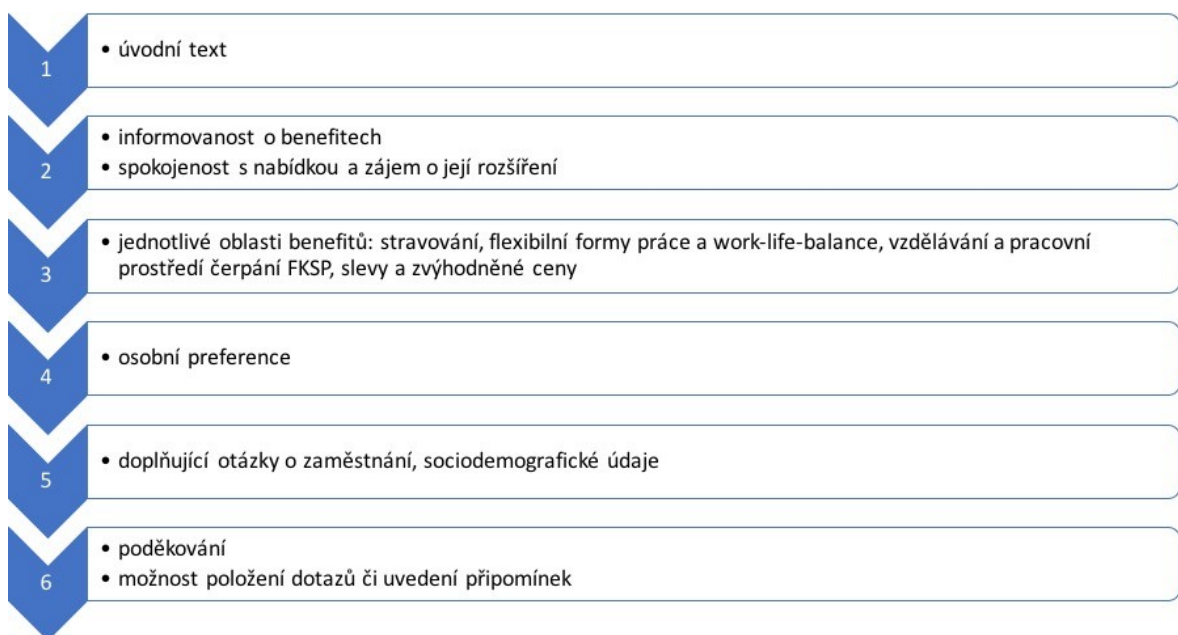 1
• úvodní text
2
• informovanost o benefitech
• spokojenost s nabídkou a zájem o její rozšíření
3
• jednotlivé oblasti benefitů: stravování, flexibilní formy práce a work-life-balance, vzdělávání a pracovní
prostředí čerpání FKSP, slevy a zvýhodněné ceny
4
• osobní preference
5
• doplňující otázky o zaměstnání, sociodemografické údaje
6
• poděkování
• možnost položení dotazů či uvedení připomínek